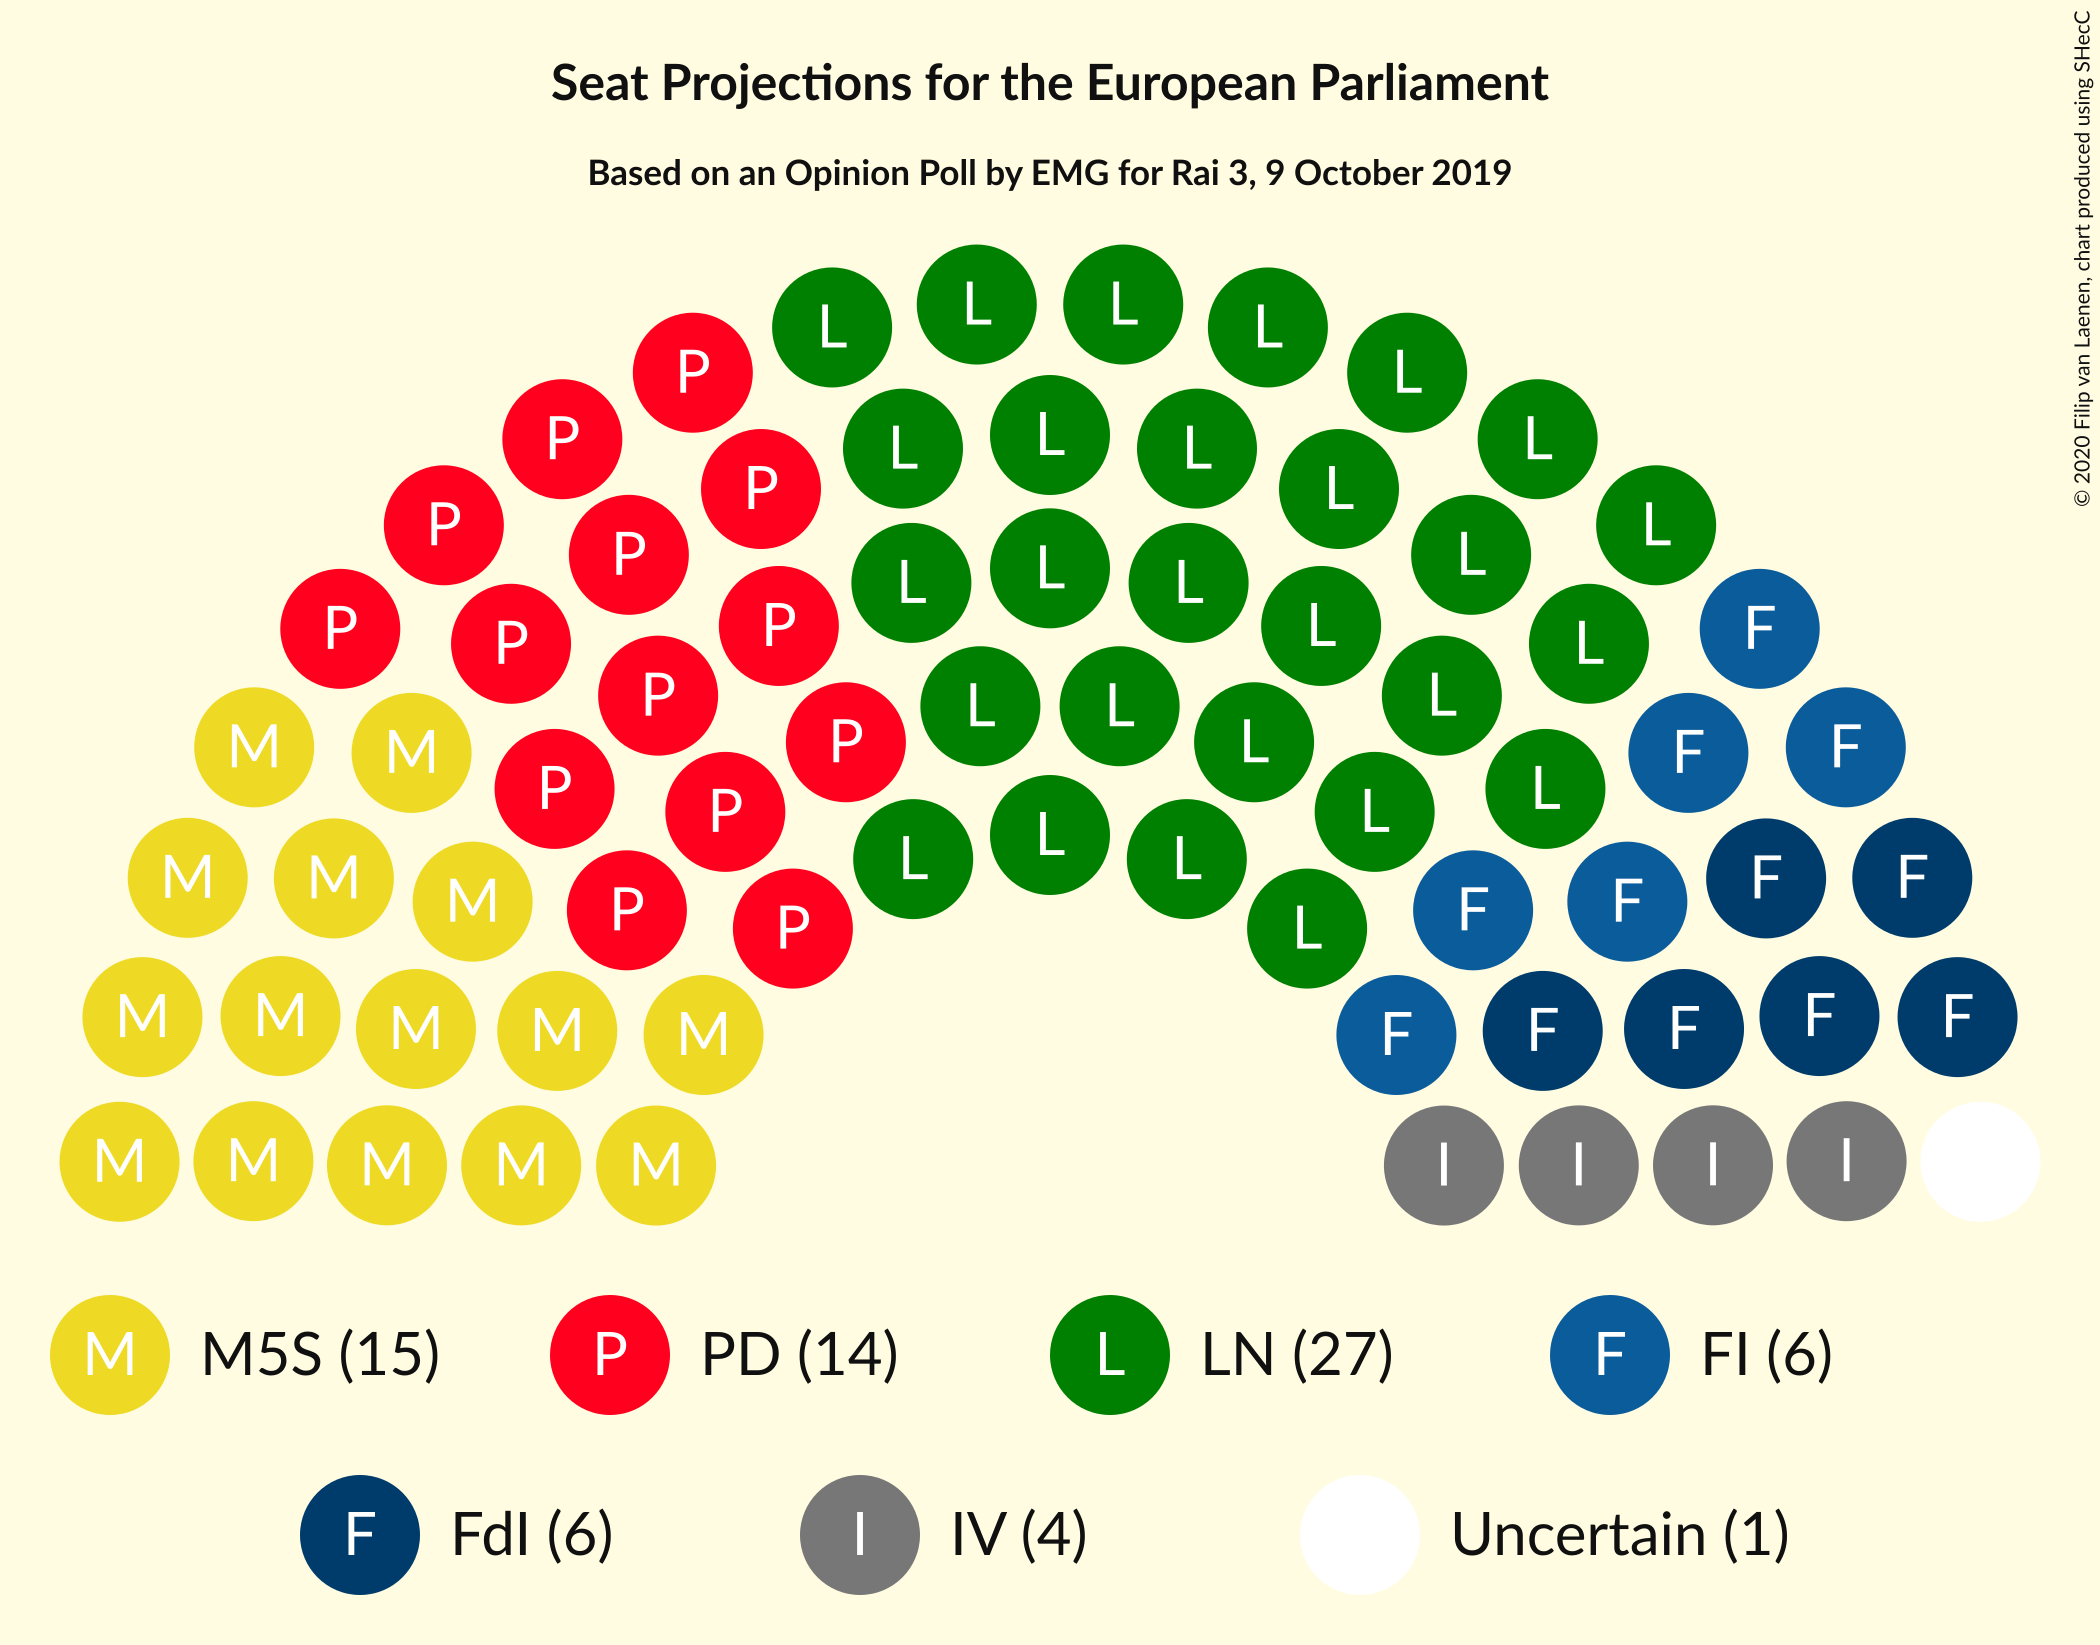 Seat Projections for the European Parliament
Based on an Opinion Poll by EMG for Rai 3, 9 October 2019
© 2020 Filip van Laenen, chart produced using SHecC
L L
L L
P L
L L L
P L
P L
P L
P L
L L L
P L
P L
P L
P L
P F
L L
P L
P L
M F
M F
P L
P L
L
L L
M M F F
M F
P F
P L
M M F F
M F
M F
M F
M M I F
M M M I I I
M M I
M M5S (15) P PD (14) L LN (27) F FI (6)
F FdI (6) I IV (4) Uncertain (1)